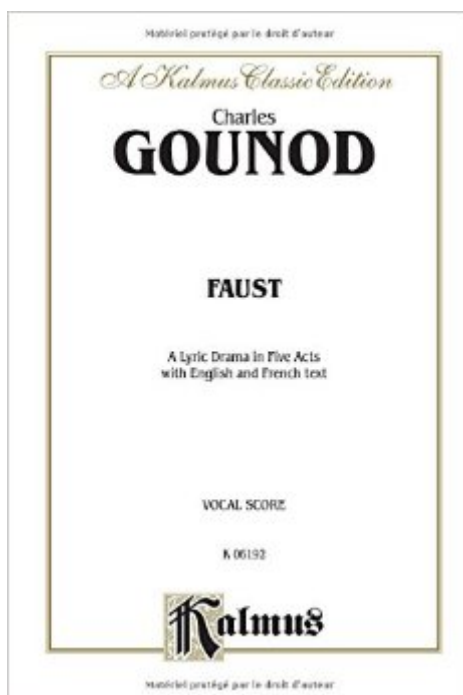 Matériel protégé par le droit d'auteur
A Kalmus Classic Edition
Charles
GOUNOD
FAUST
A Lyric Drama in Five Acts
with English and French text
VOCAL SCORE
K 06192
Kalmus
Matériel protégé par le droit d'auteur